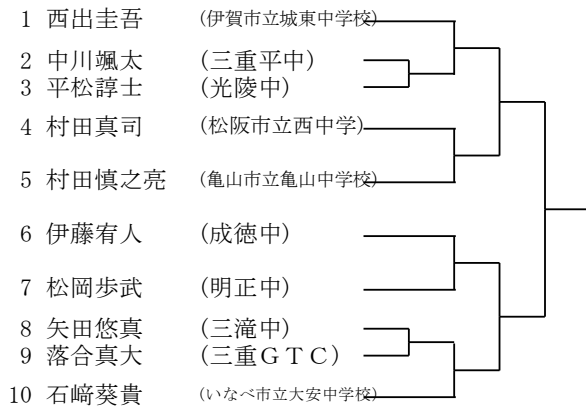 1 西出圭吾 (伊賀市立城東中学校)
2 中川颯太 (三重平中)
3 平松諄士 (光陵中)
4 村田真司 (松阪市立西中学)
5 村田慎之亮 (亀山市立亀山中学校)
6 伊藤宥人 (成徳中)
7 松岡歩武 (明正中)
8 矢田悠真 (三滝中)
9 落合真大 (三重ＧＴＣ)
10 石﨑葵貴 (いなべ市立大安中学校)